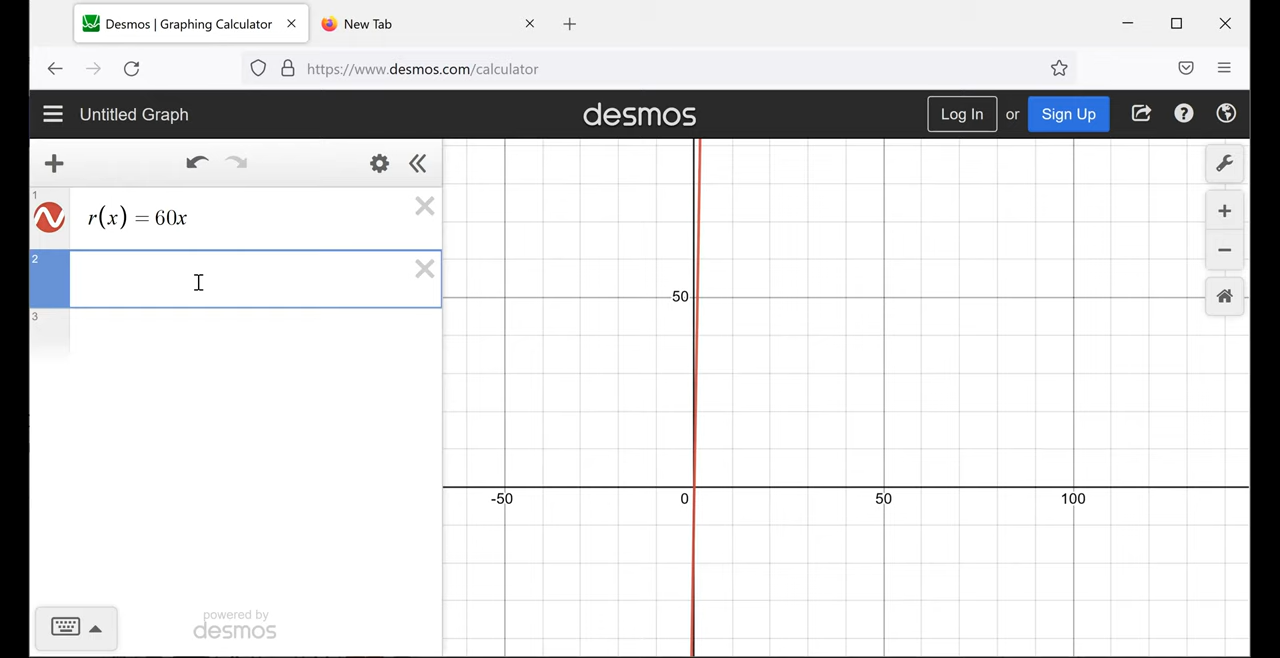 Desmos | Graphing Calculator
New Tab
https://www.desmos.com/calculator
Untitled Graph
desmos
Log In or Sign Up
1
r(x) = 60x
2
3
50
-50 0 50 100
powered by
desmos